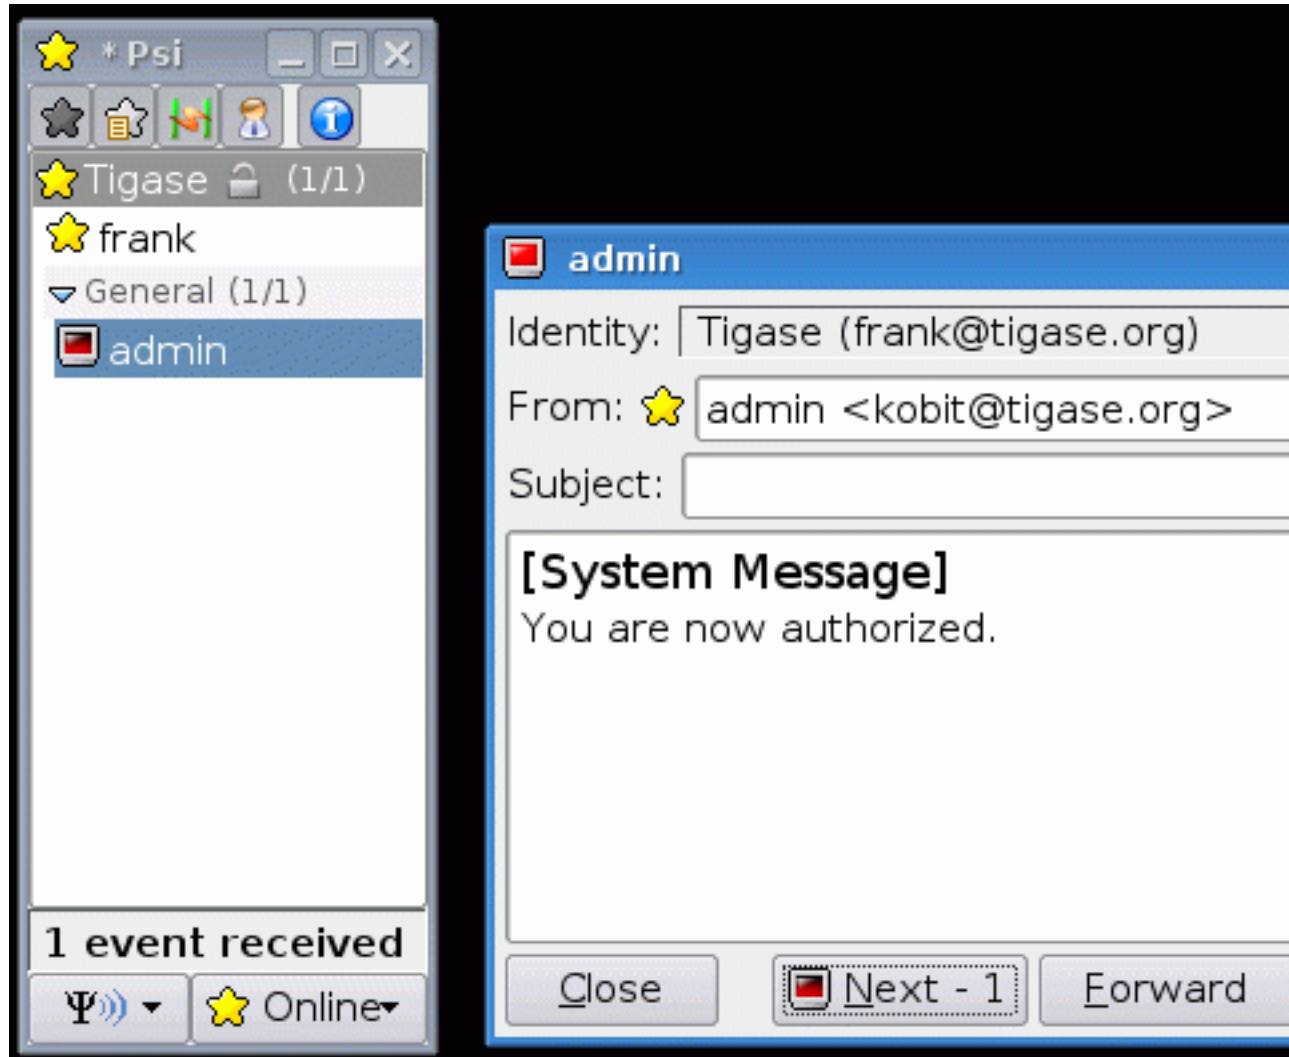 * Psi
Tigase (1/1)
frank
General (1/1)
admin
1 event received
Ψ Online
admin
Identity: Tigase (frank@tigase.org)
From: admin <kobit@tigase.org>
Subject:
[System Message]
You are now authorized.
Close Next - 1 Forward